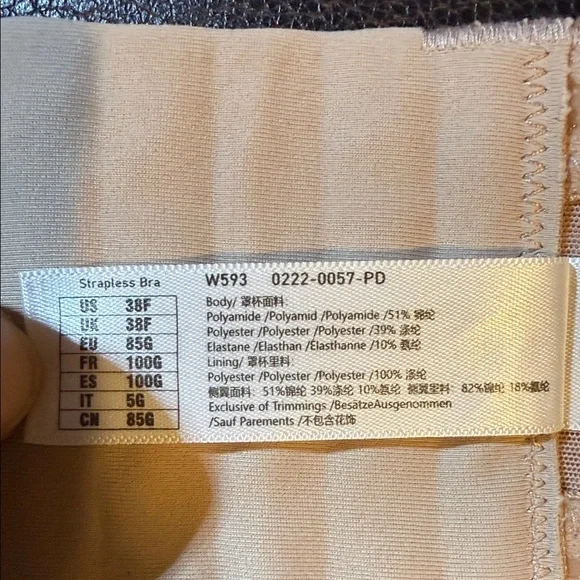 Strapless Bra
US 38F
UK 38F
EU 85G
FR 100G
ES 100G
IT 5G
CN 85G
W593 0222-0057-PD
Body/ 罩杯面料:
Polyamide /Polyamid /Polyamide /51% 锦纶
Polyester /Polyester /Polyester /39% 涤纶
Elastane /Elasthan /Elasthanne /10% 氨纶
Lining/ 罩杯里料:
Polyester /Polyester /Polyester /100% 涤纶
侧翼面料: 51%锦纶 39%涤纶 10%氨纶 侧翼里料: 82%锦纶 18%氨纶
Exclusive of Trimmings /BesätzeAusgenommen
/Sauf Parements /不包含花饰